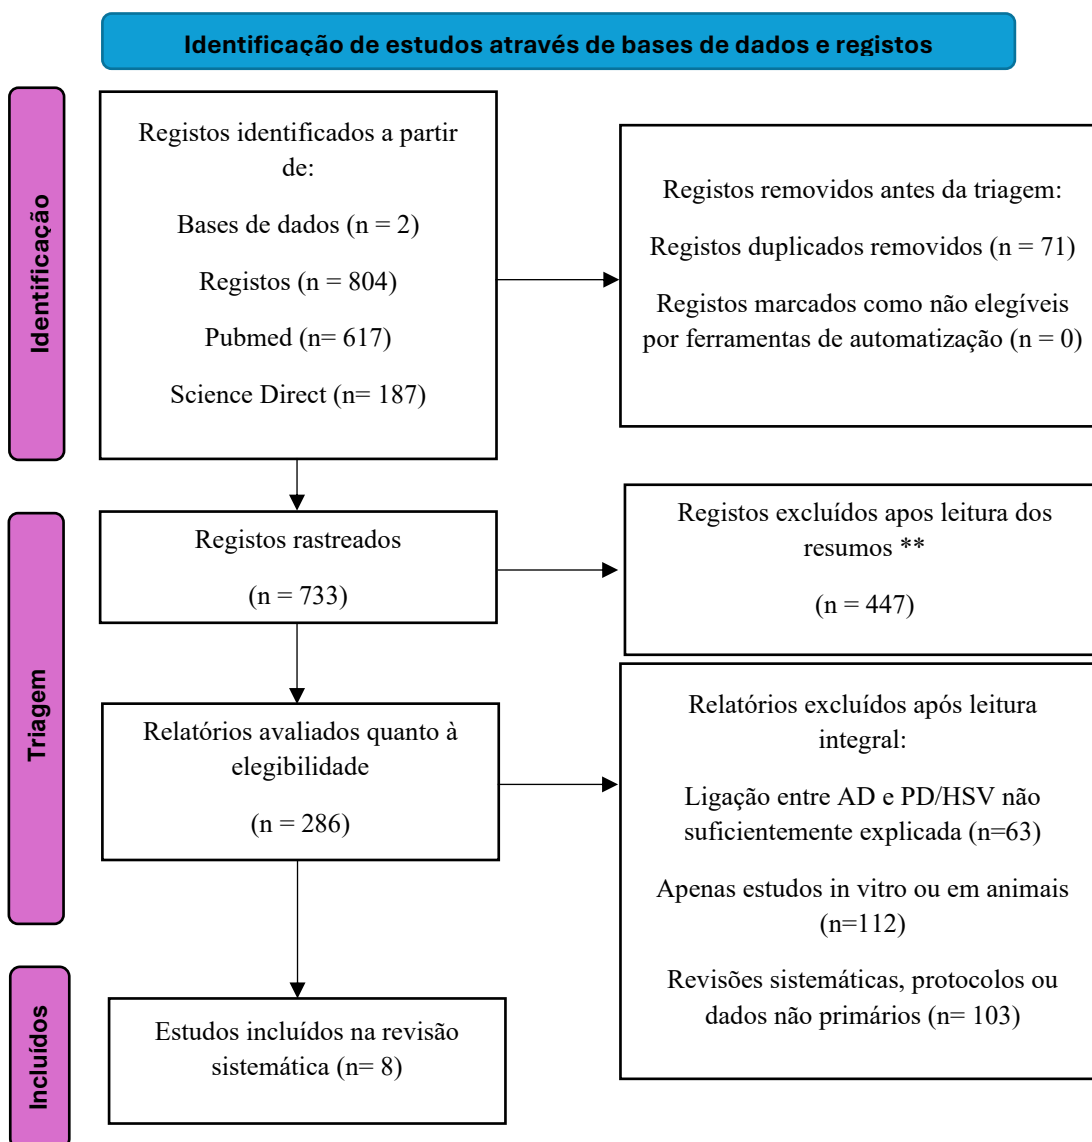 Identificação de estudos através de bases de dados e registos
Identificação
Registos identificados a partir
de:
Bases de dados (n = 2)
Registos (n = 804)
Pubmed (n= 617)
Science Direct (n= 187)
Registos removidos antes da triagem:
Registos duplicados removidos (n = 71)
Registos marcados como não elegíveis
por ferramentas de automatização (n = 0)
Triagem
Registos rastreados
(n = 733)
Registos excluídos apos leitura dos
resumos **
(n = 447)
Relatórios avaliados quanto à
elegibilidade
(n = 286)
Relatórios excluídos após leitura
integral:
Ligação entre AD e PD/HSV não
suficientemente explicada (n=63)
Apenas estudos in vitro ou em animais
(n=112)
Revisões sistemáticas, protocolos ou
dados não primários (n= 103)
Incluídos
Estudos incluídos na revisão
sistemática (n= 8)